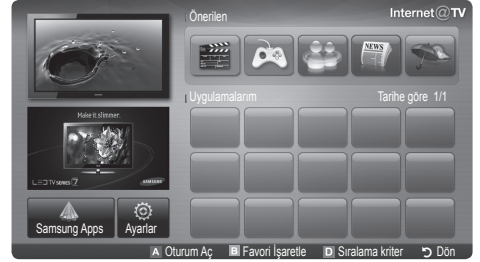 Önerilen
Internet@TV
NEWS
Uygulamalarım
Tarihe göre 1/1
Make it slimmer.
LED TV SERIES 7
SAMSUNG
Samsung Apps
Ayarlar
A Oturum Aç B Favori İşaretle D Sıralama kriter Dön